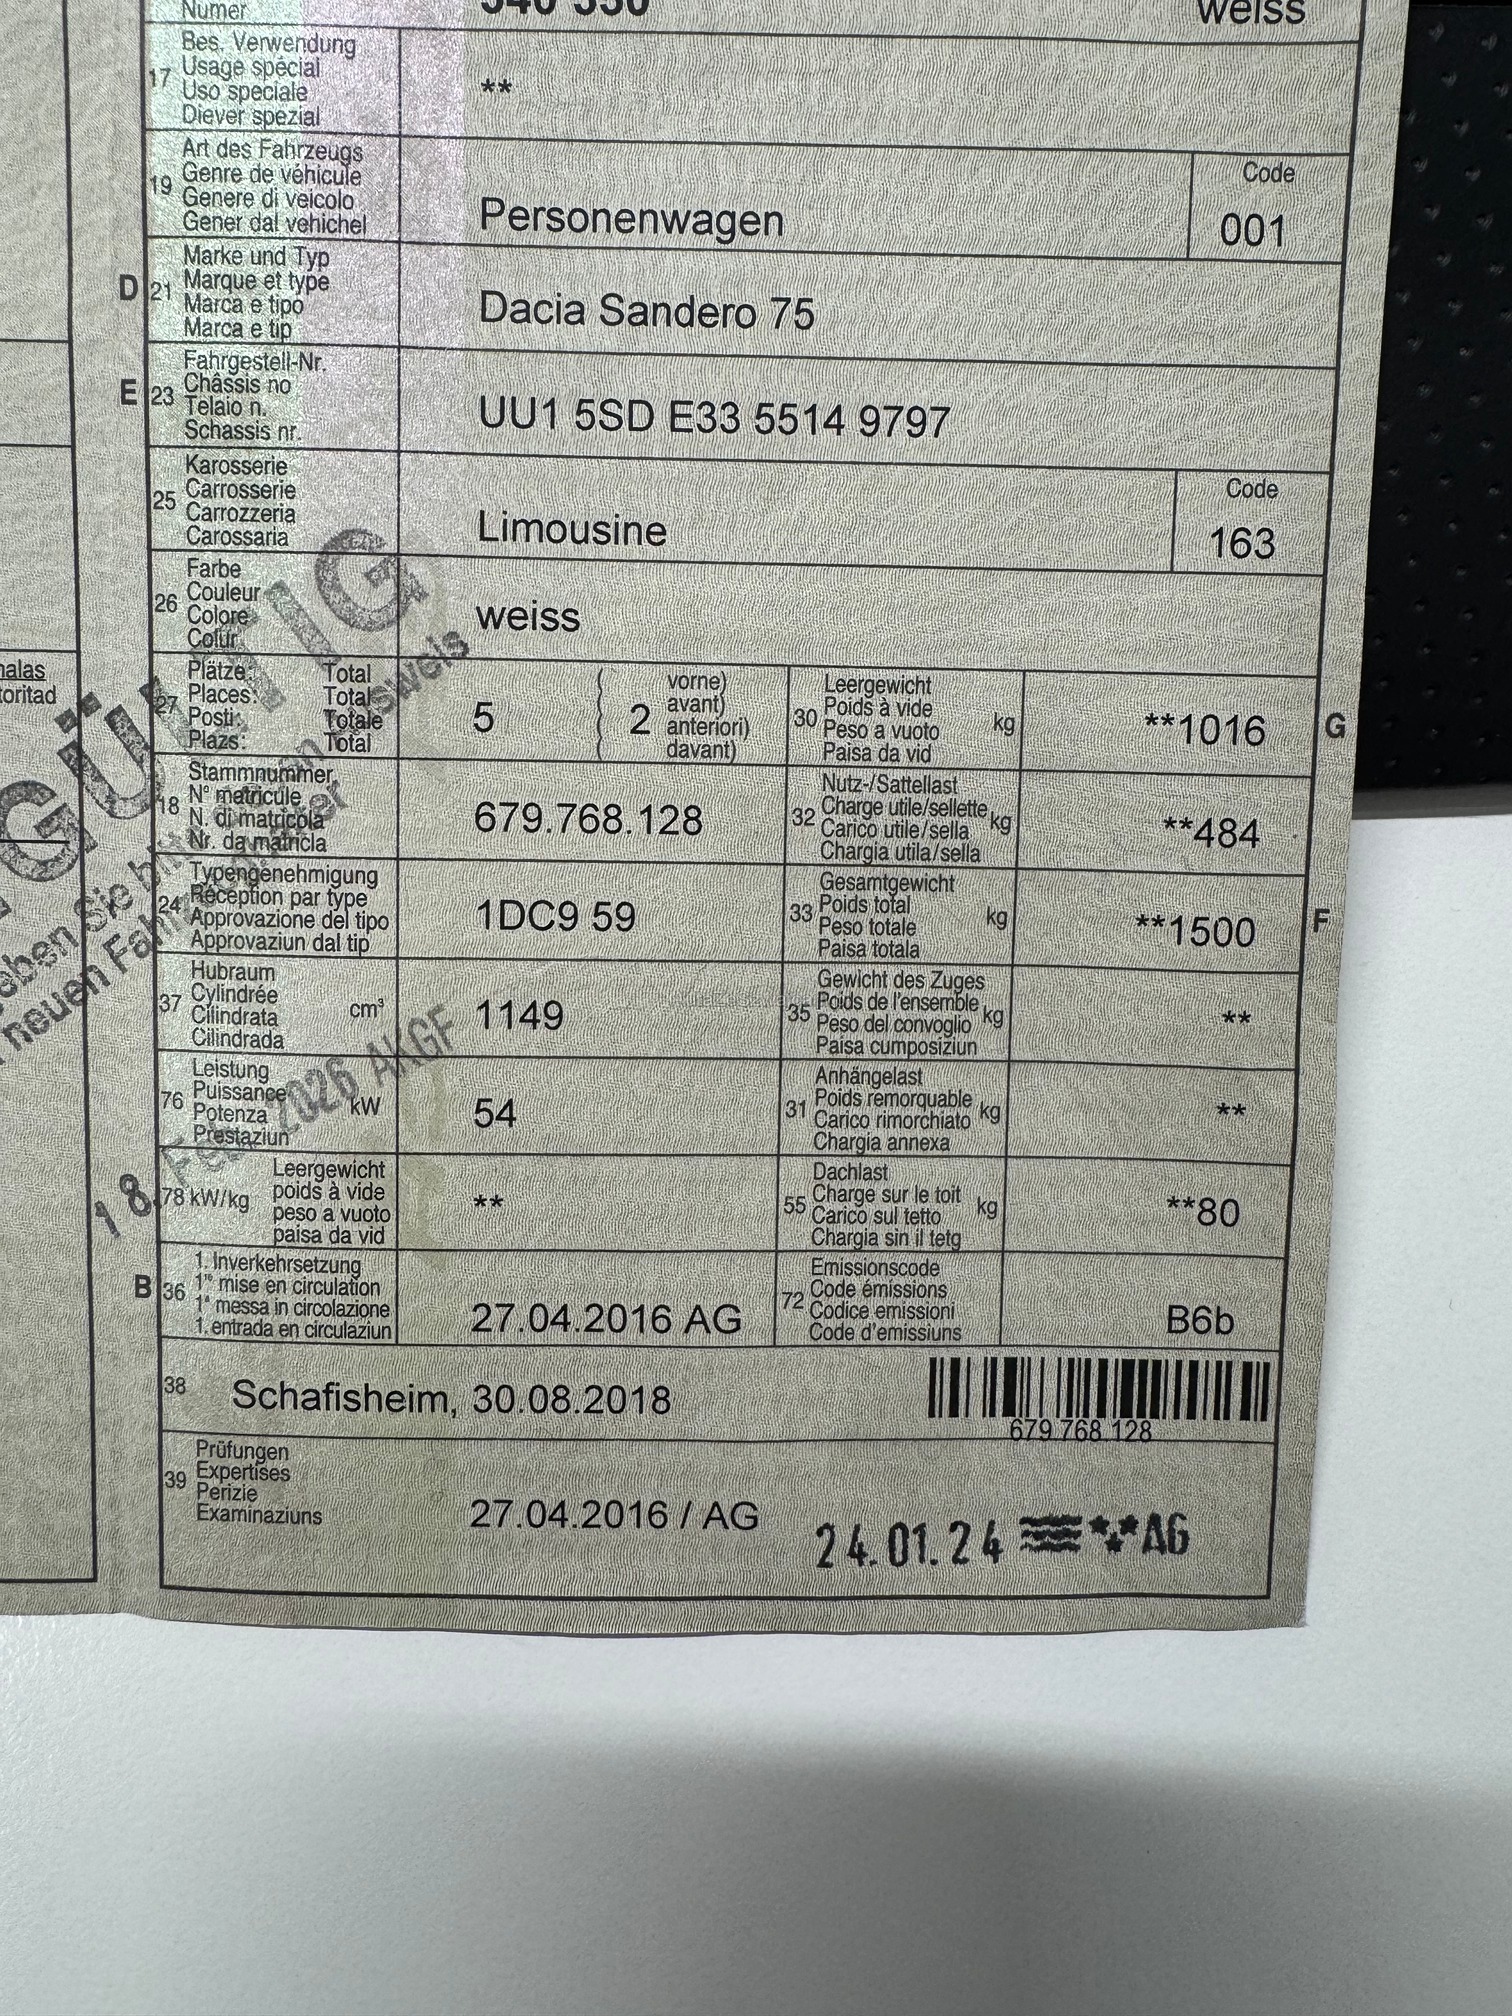 Numer
weiss
17
Bes. Verwendung
Usage spécial
Uso speciale
Diever spezial
**
19
Art des Fahrzeugs
Genre de véhicule
Genere di veicolo
Gener dal vehichel
Personenwagen
Code
001
D 21
Marke und Typ
Marque et type
Marca e tipo
Marca e tip
Dacia Sandero 75
E 23
Fahrgestell-Nr.
Châssis no
Telaio n.
Schassis nr.
UU1 5SD E33 5514 9797
25
Karosserie
Carrosserie
Carrozzeria
Carossaria
Limousine
Code
163
26
Farbe
Couleur
Colore
Colur
weiss
27
Plätze: Total
Places: Total
Posti: Totale
Plazs: Total
5
2
vorne)
avant)
anteriori)
davant)
30
Leergewicht
Poids à vide
Peso a vuoto
Paisa da vid
kg
**1016
G
18
Stammnummer
N° matricule
N. di matricola
Nr. da matricla
679.768.128
32
Nutz-/Sattellast
Charge utile/sellette
Carico utile/sella
Chargia utila/sella
kg
**484
24
Typengenehmigung
Réception par type
Approvazione del tipo
Approvaziun dal tip
1DC9 59
33
Gesamtgewicht
Poids total
Peso totale
Paisa totala
kg
**1500
F
37
Hubraum
Cylindrée
Cilindrata
Cilindrada
cm³
1149
35
Gewicht des Zuges
Poids de l'ensemble
Peso del convoglio
Paisa cumposiziun
kg
**
76
Leistung
Puissance
Potenza
Prestaziun
kW
54
31
Anhängelast
Poids remorquable
Carico rimorchiato
Chargia annexa
kg
**
78 kW/kg
Leergewicht
poids à vide
peso a vuoto
paisa da vid
**
55
Dachlast
Charge sur le toit
Carico sul tetto
Chargia sin il tetg
kg
**80
B 36
1. Inverkehrsetzung
1re mise en circulation
1a messa in circolazione
1. entrada en circulaziun
27.04.2016 AG
72
Emissionscode
Code émissions
Codice emissioni
Code d'emissiuns
B6b
38
Schafisheim, 30.08.2018
679.768.128
39
Prüfungen
Expertises
Perizie
Examinaziuns
27.04.2016 / AG
24.01.24
AG
18. Feb. 2026 AKGF
neuen